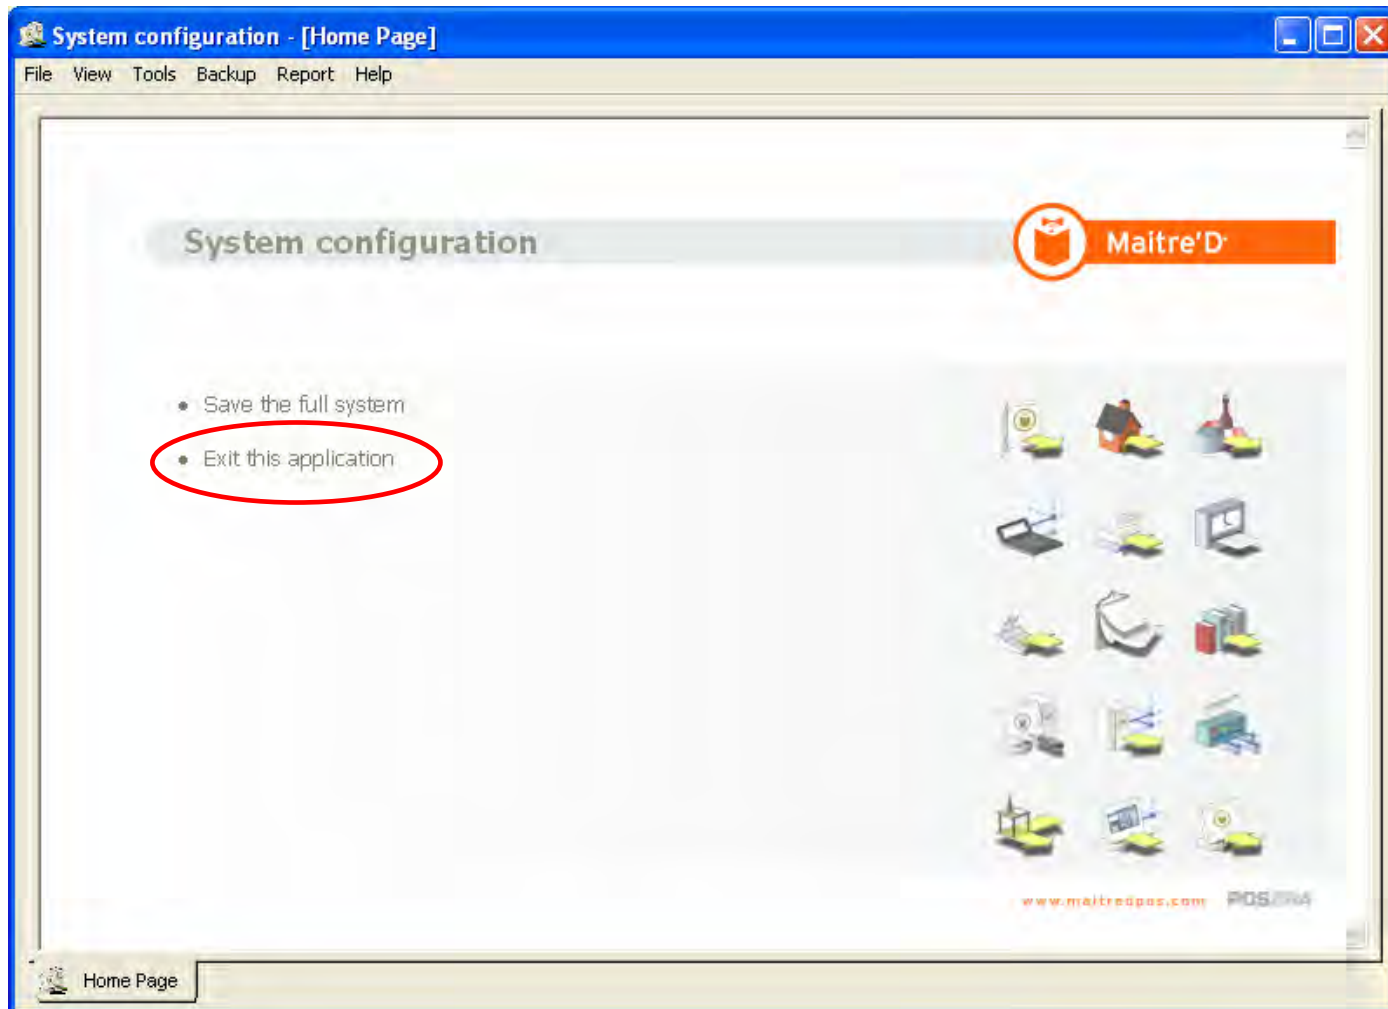 System configuration - [Home Page]
File View Tools Backup Report Help
System configuration
Maitre'D
Save the full system
Exit this application
www.maitredpos.com POSERA
Home Page